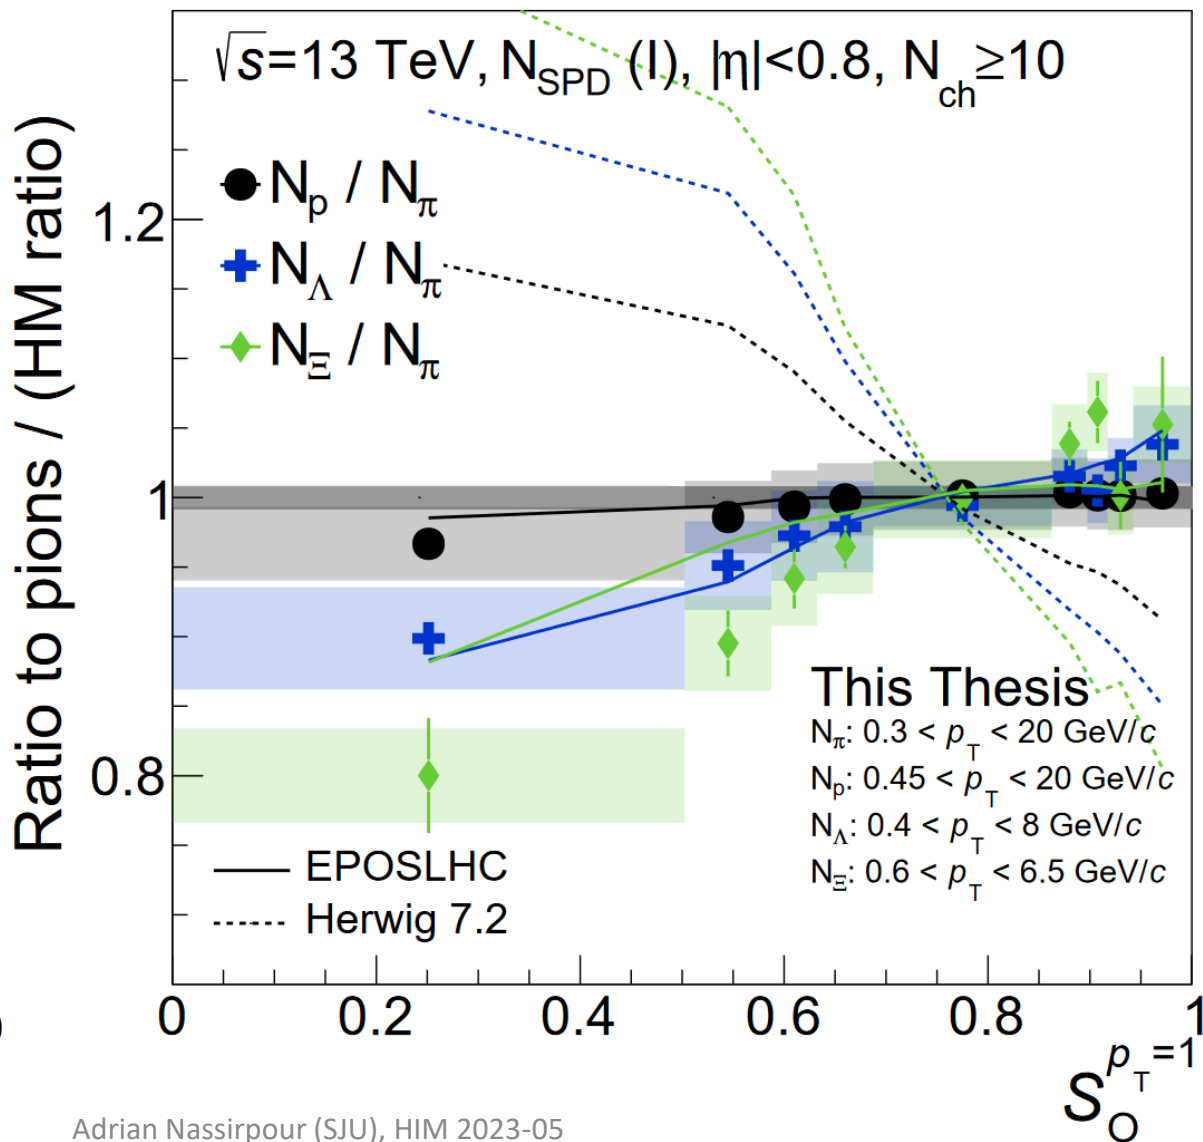 √s=13 TeV, N_SPD (I), |η|<0.8, N_ch≥10
N_p / N_π
N_Λ / N_π
N_Ξ / N_π
Ratio to pions / (HM ratio)
1.2
1
0.8
This Thesis
N_π: 0.3 < p_T < 20 GeV/c
N_p: 0.45 < p_T < 20 GeV/c
N_Λ: 0.4 < p_T < 8 GeV/c
N_Ξ: 0.6 < p_T < 6.5 GeV/c
EPOSLHC
Herwig 7.2
0 0.2 0.4 0.6 0.8 1
S_O^{p_T=1}
Adrian Nassirpour (SJU), HIM 2023-05